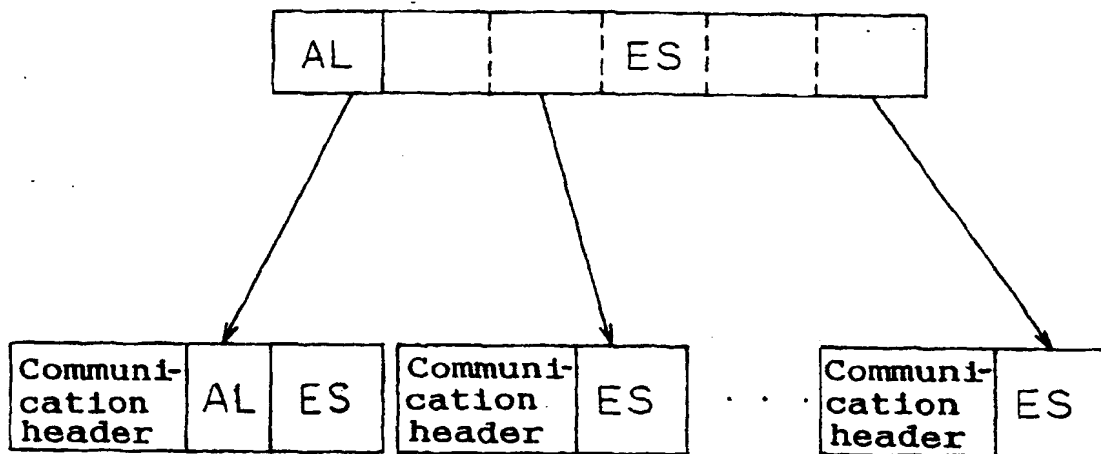 AL ES
Communi-
cation
header
AL ES
Communi-
cation
header
ES
Communi-
cation
header
ES